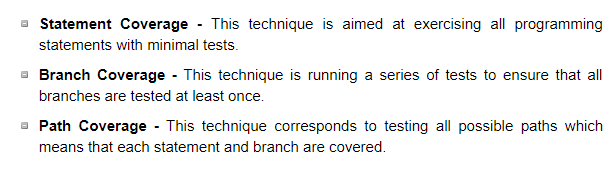 Statement Coverage - This technique is aimed at exercising all programming
statements with minimal tests.
Branch Coverage - This technique is running a series of tests to ensure that all
branches are tested at least once.
Path Coverage - This technique corresponds to testing all possible paths which
means that each statement and branch are covered.